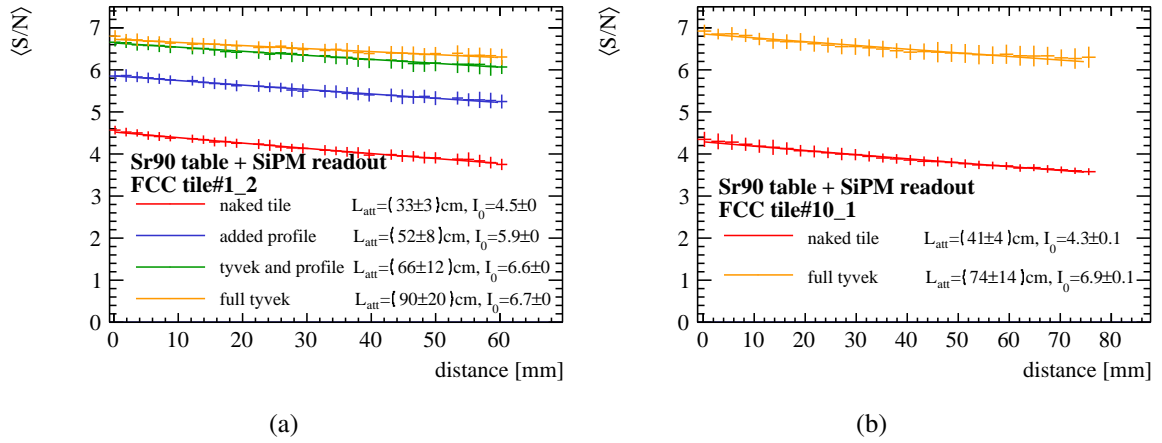 ⟨S/N⟩
7
6
5
4
3
2
1
0
Sr90 table + SiPM readout
FCC tile#1_2
naked tile L_att=(33±3)cm, I_0=4.5±0
added profile L_att=(52±8)cm, I_0=5.9±0
tyvek and profile L_att=(66±12)cm, I_0=6.6±0
full tyvek L_att=(90±20)cm, I_0=6.7±0
0 10 20 30 40 50 60
distance [mm]
(a)
⟨S/N⟩
7
6
5
4
3
2
1
0
Sr90 table + SiPM readout
FCC tile#10_1
naked tile L_att=(41±4)cm, I_0=4.3±0.1
full tyvek L_att=(74±14)cm, I_0=6.9±0.1
0 10 20 30 40 50 60 70 80
distance [mm]
(b)